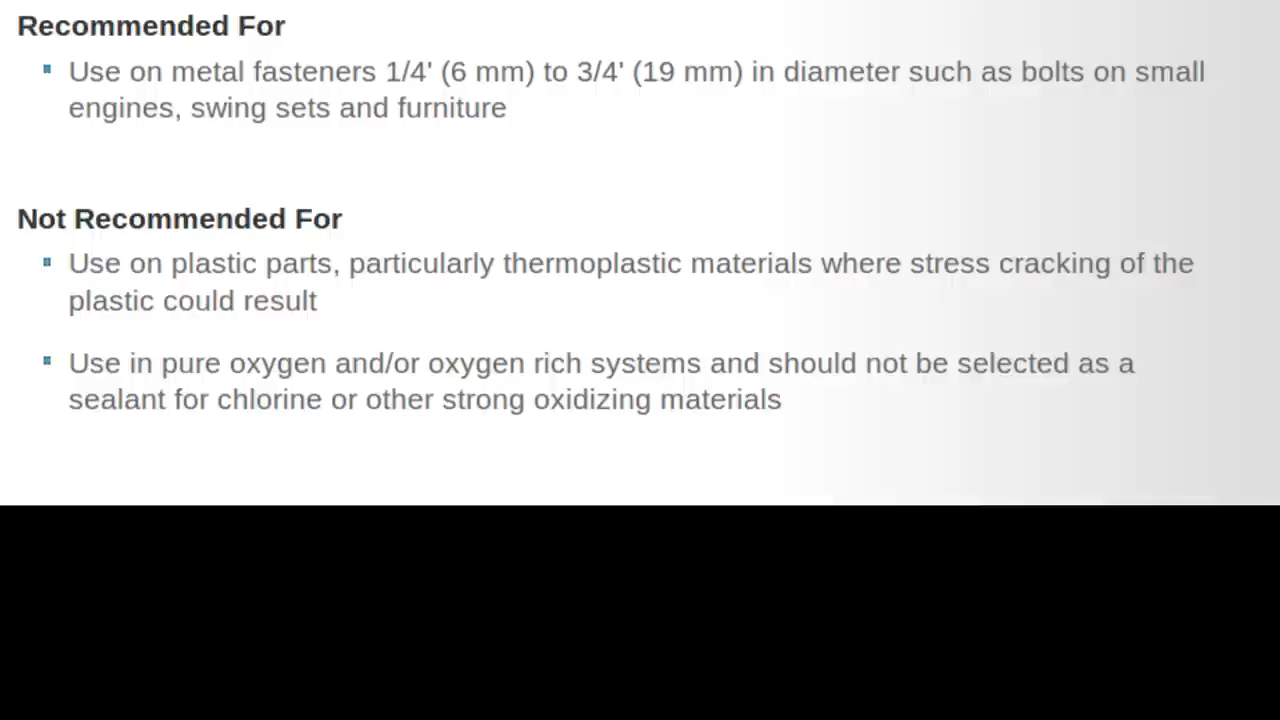 Recommended For
Use on metal fasteners 1/4' (6 mm) to 3/4' (19 mm) in diameter such as bolts on small
engines, swing sets and furniture
Not Recommended For
Use on plastic parts, particularly thermoplastic materials where stress cracking of the
plastic could result
Use in pure oxygen and/or oxygen rich systems and should not be selected as a
sealant for chlorine or other strong oxidizing materials